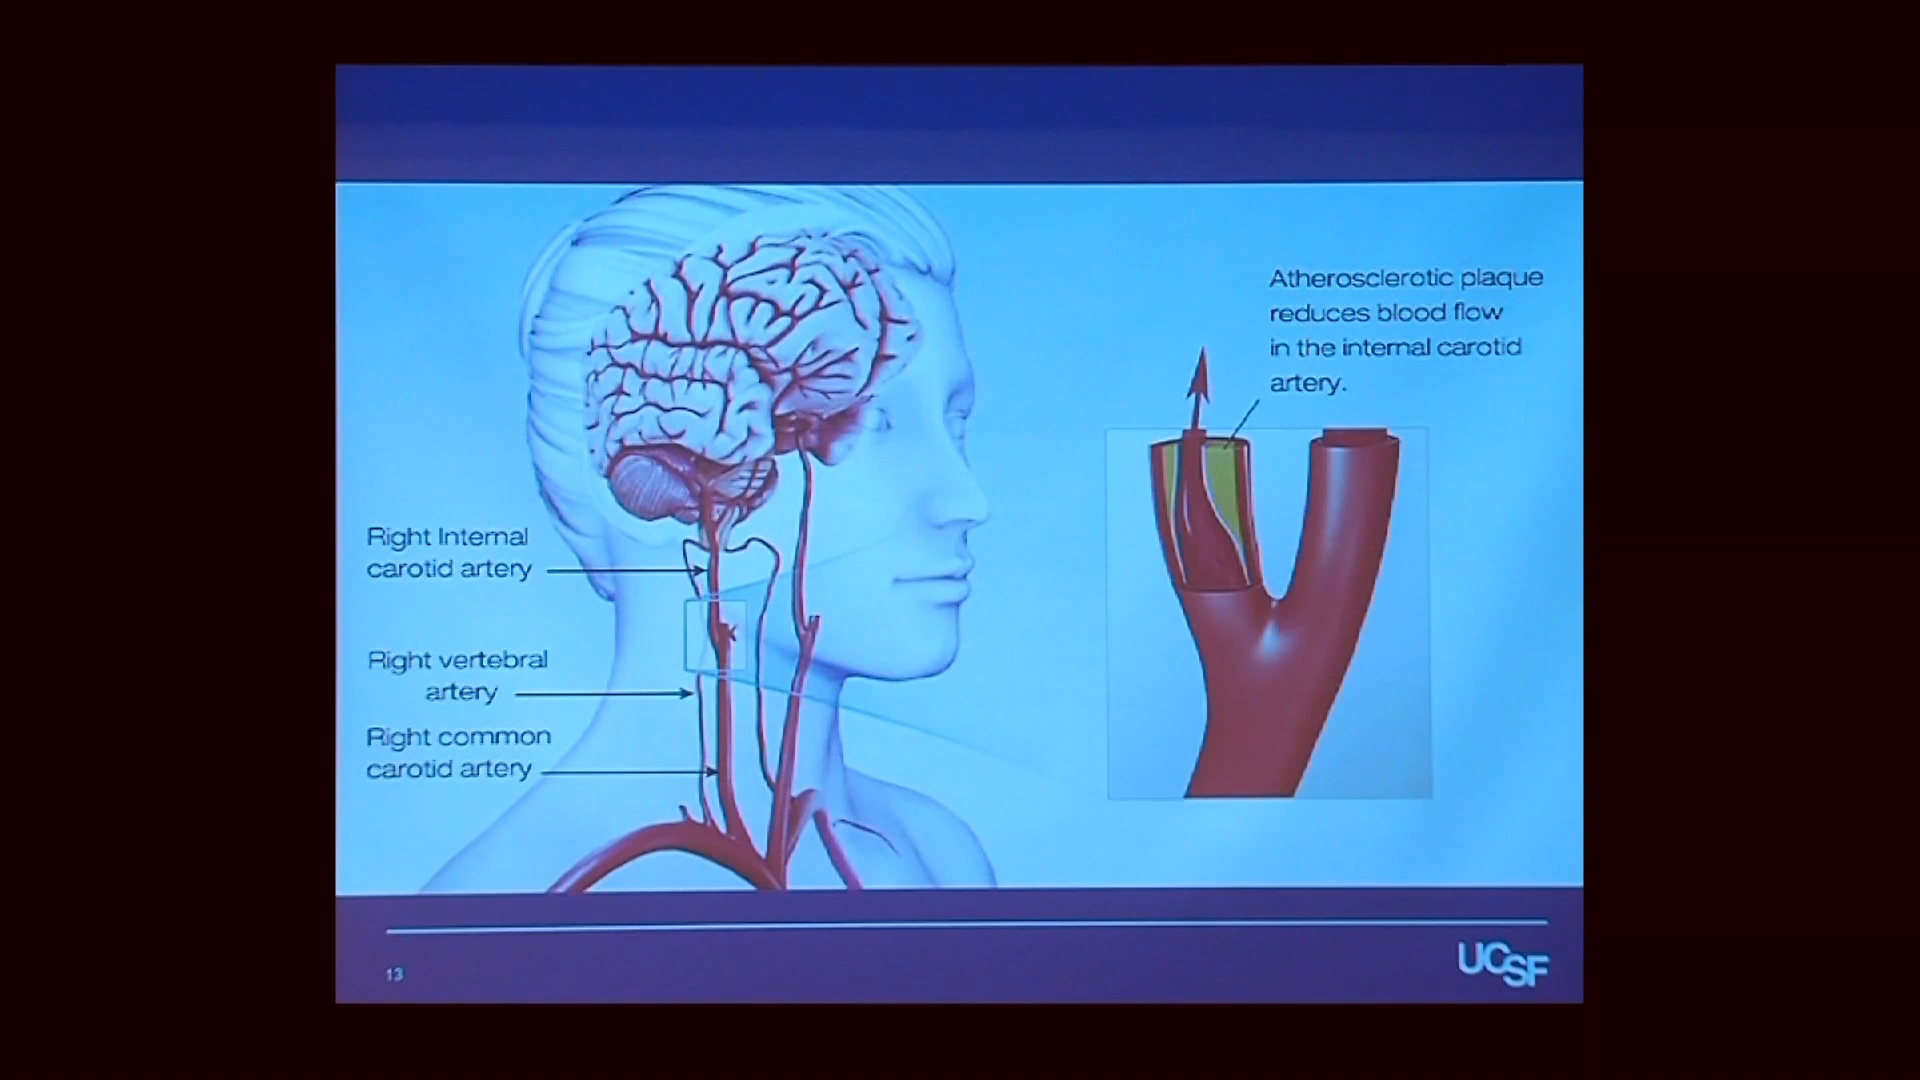 Atherosclerotic plaque
reduces blood flow
in the internal carotid
artery.
Right Internal
carotid artery
Right vertebral
artery
Right common
carotid artery
13
UCSF